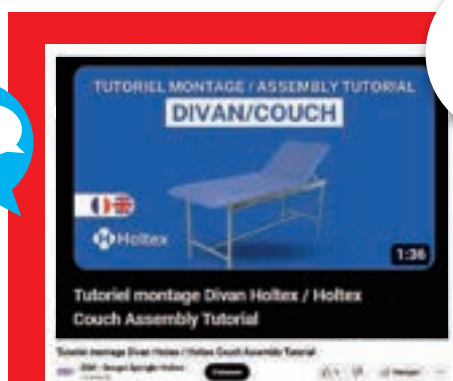 TUTORIEL MONTAGE / ASSEMBLY TUTORIAL
DIVAN/COUCH
Holtex
1:36
Tutoriel montage Divan Holtex / Holtex
Couch Assembly Tutorial
Tutoriel montage Divan Holtex / Holtex Couch Assembly Tutorial